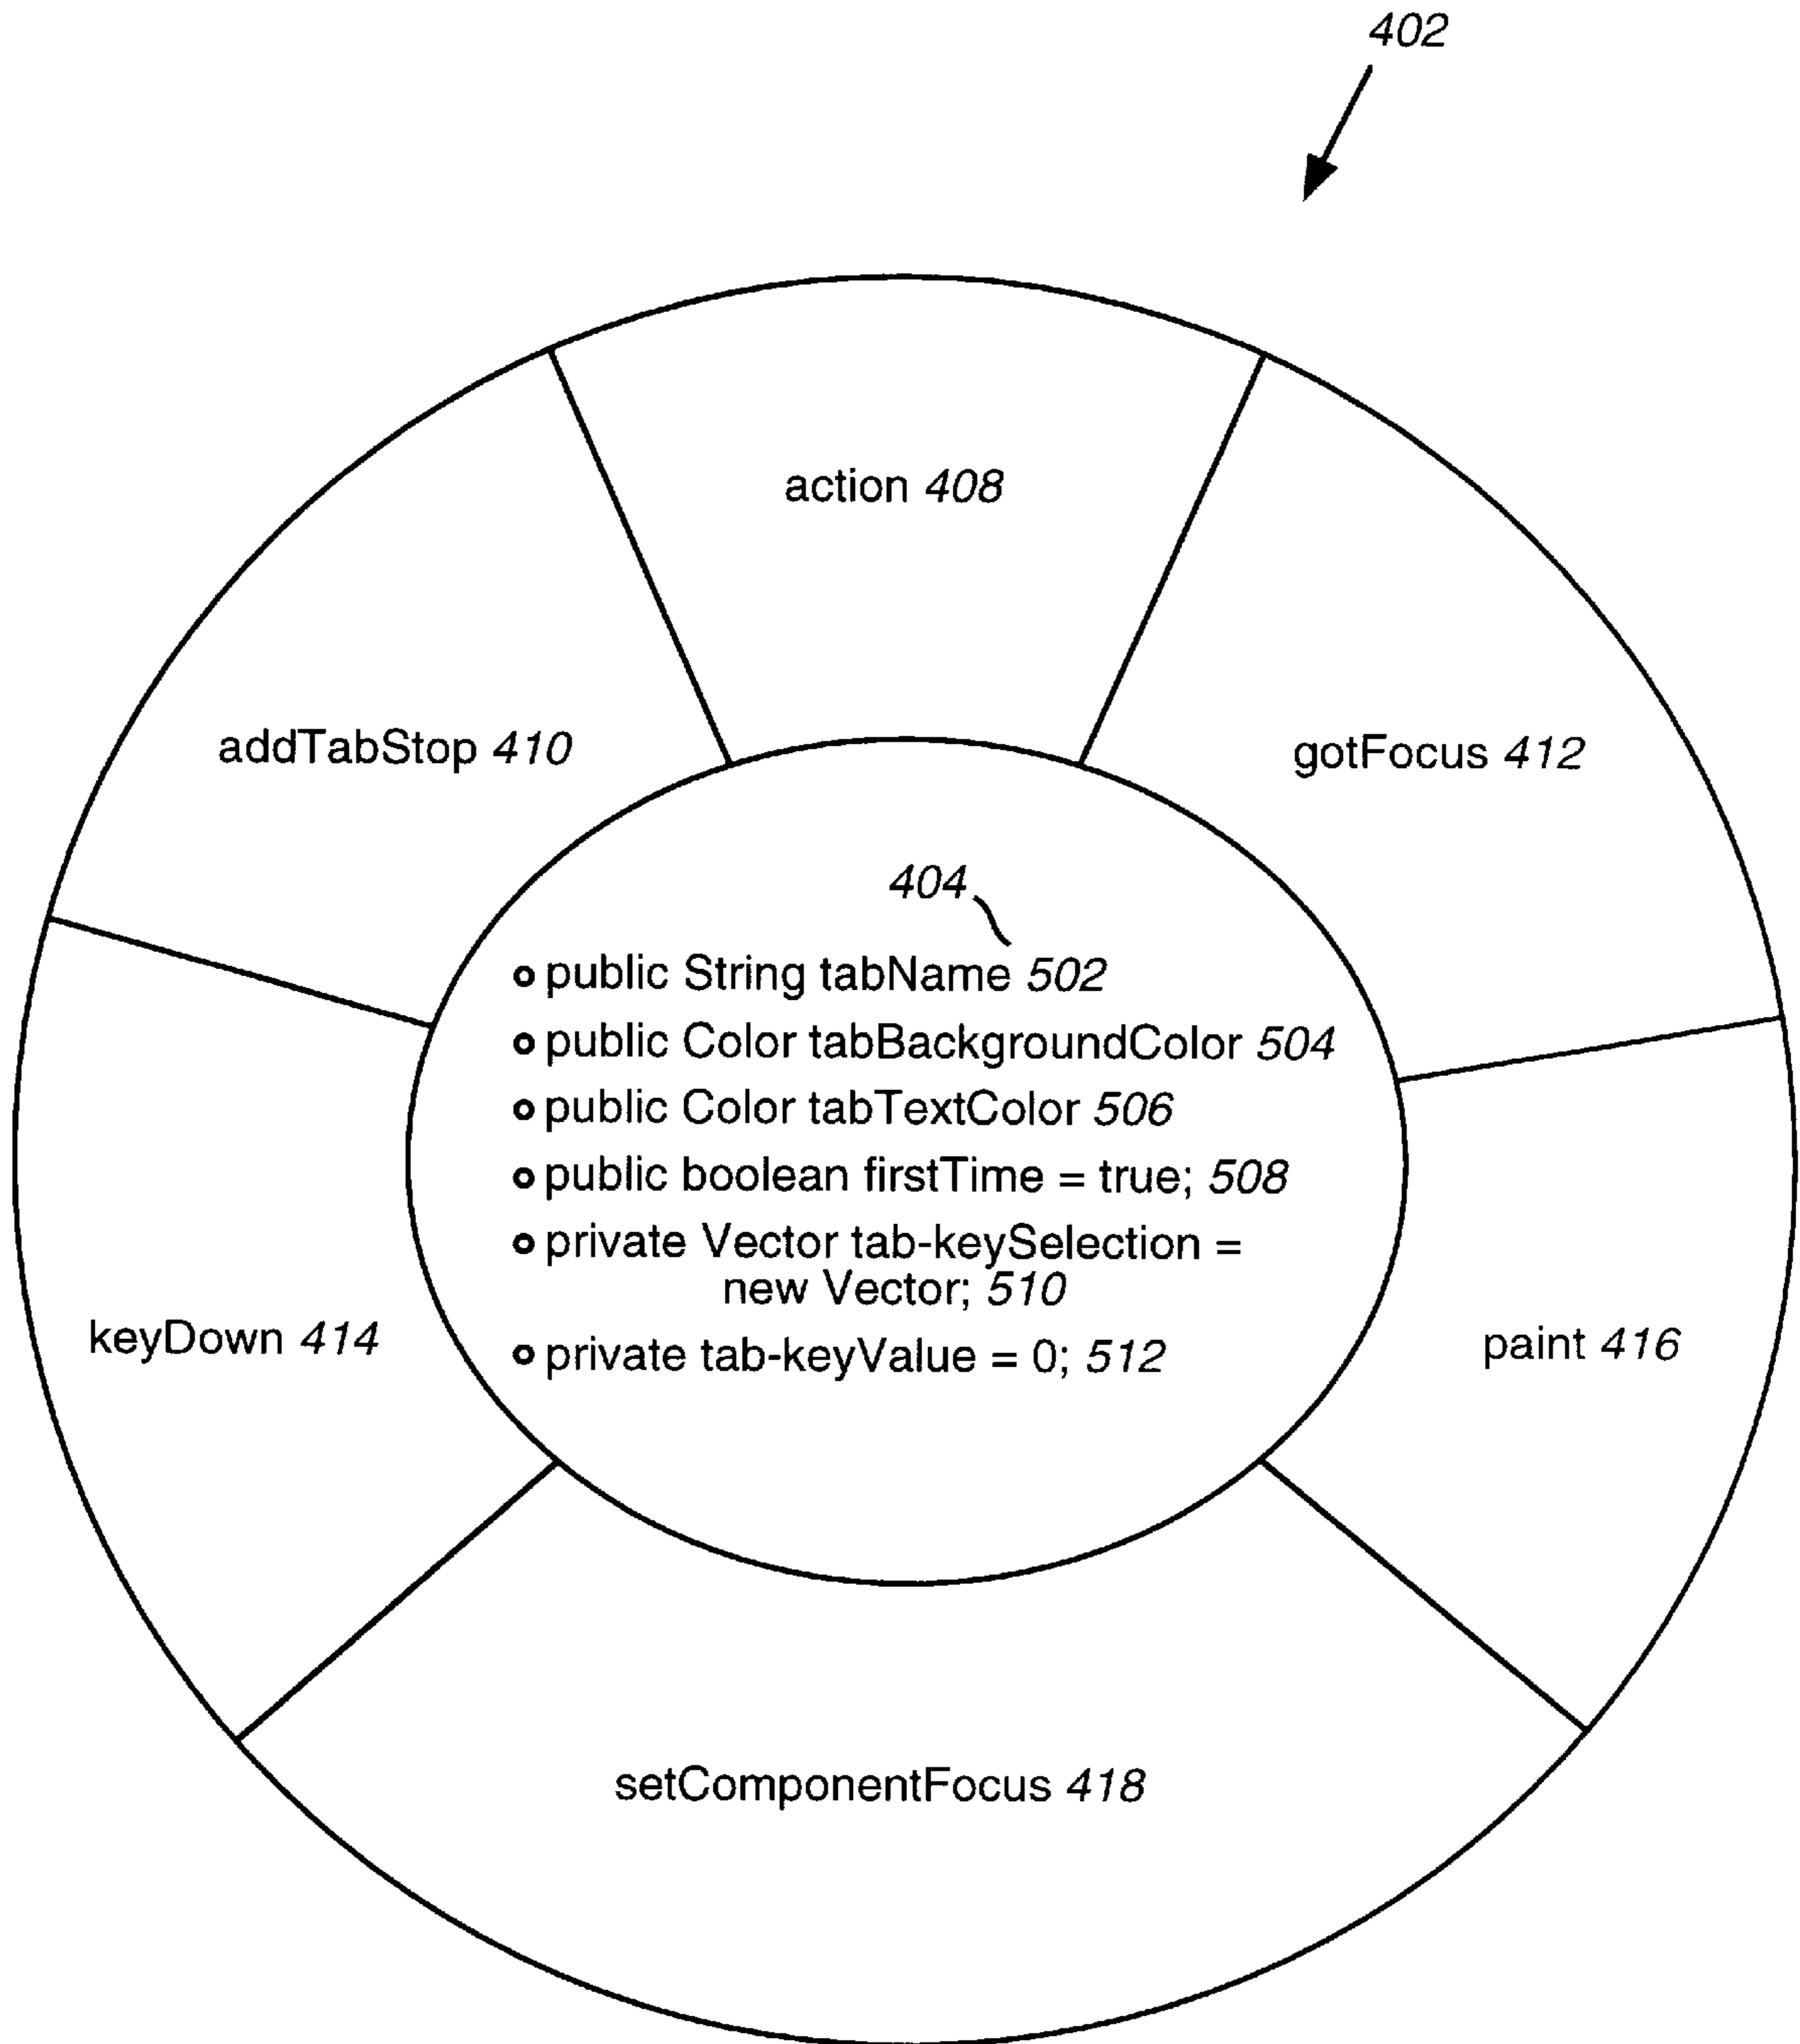 402
action 408
addTabStop 410
gotFocus 412
404
public String tabName 502
public Color tabBackgroundColor 504
public Color tabTextColor 506
public boolean firstTime = true; 508
private Vector tab-keySelection =
new Vector; 510
private tab-keyValue = 0; 512
keyDown 414
paint 416
setComponentFocus 418